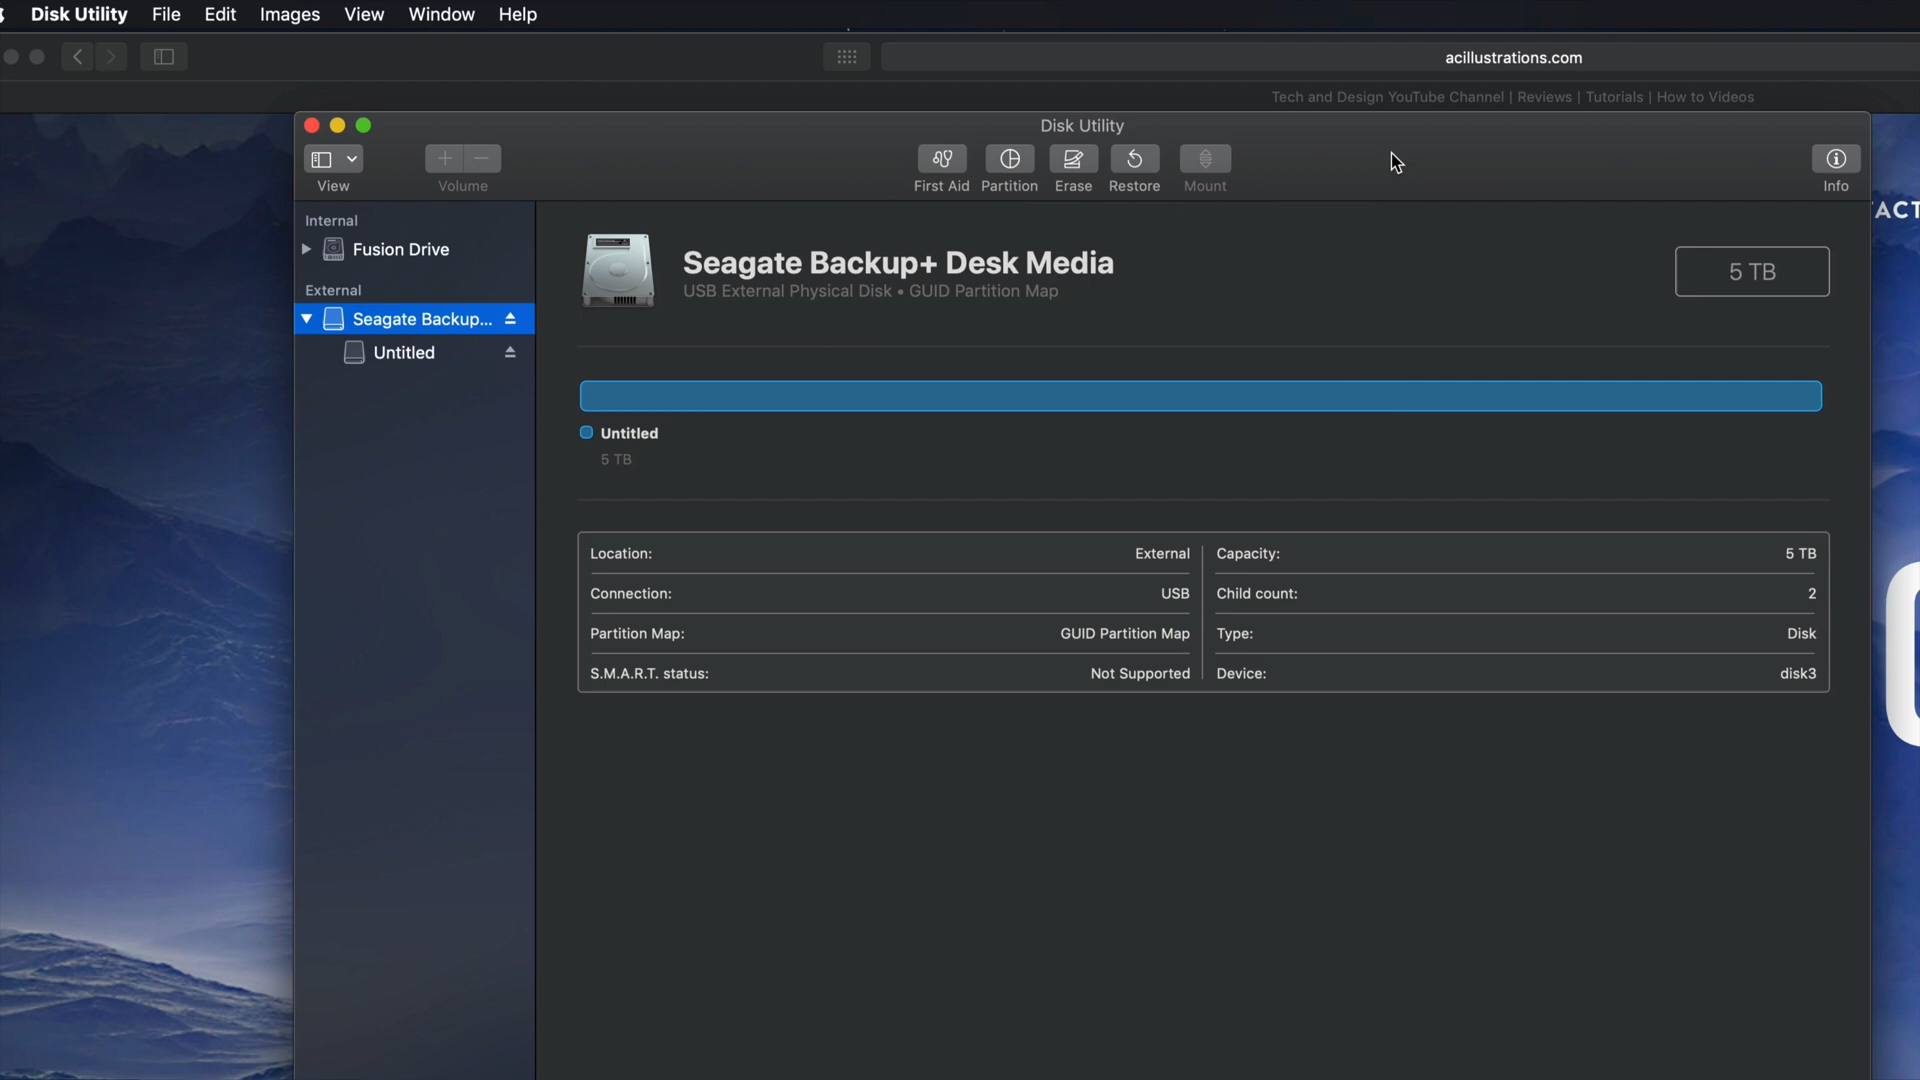 Disk Utility File Edit Images View Window Help
acillustrations.com
Tech and Design YouTube Channel | Reviews | Tutorials | How to Videos
Disk Utility
View Volume First Aid Partition Erase Restore Mount Info
Internal
Fusion Drive
External
Seagate Backup...
Untitled
Seagate Backup+ Desk Media
USB External Physical Disk • GUID Partition Map
5 TB
Untitled
5 TB
Location: External Capacity: 5 TB
Connection: USB Child count: 2
Partition Map: GUID Partition Map Type: Disk
S.M.A.R.T. status: Not Supported Device: disk3